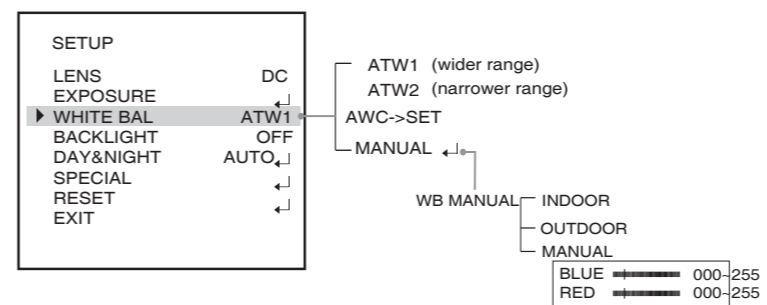 SETUP
LENS DC
EXPOSURE ↵
WHITE BAL ATW1
BACKLIGHT OFF
DAY&NIGHT AUTO↵
SPECIAL ↵
RESET ↵
EXIT
ATW1 (wider range)
ATW2 (narrower range)
AWC->SET
MANUAL ↵
WB MANUAL
INDOOR
OUTDOOR
MANUAL
BLUE 000~255
RED 000~255